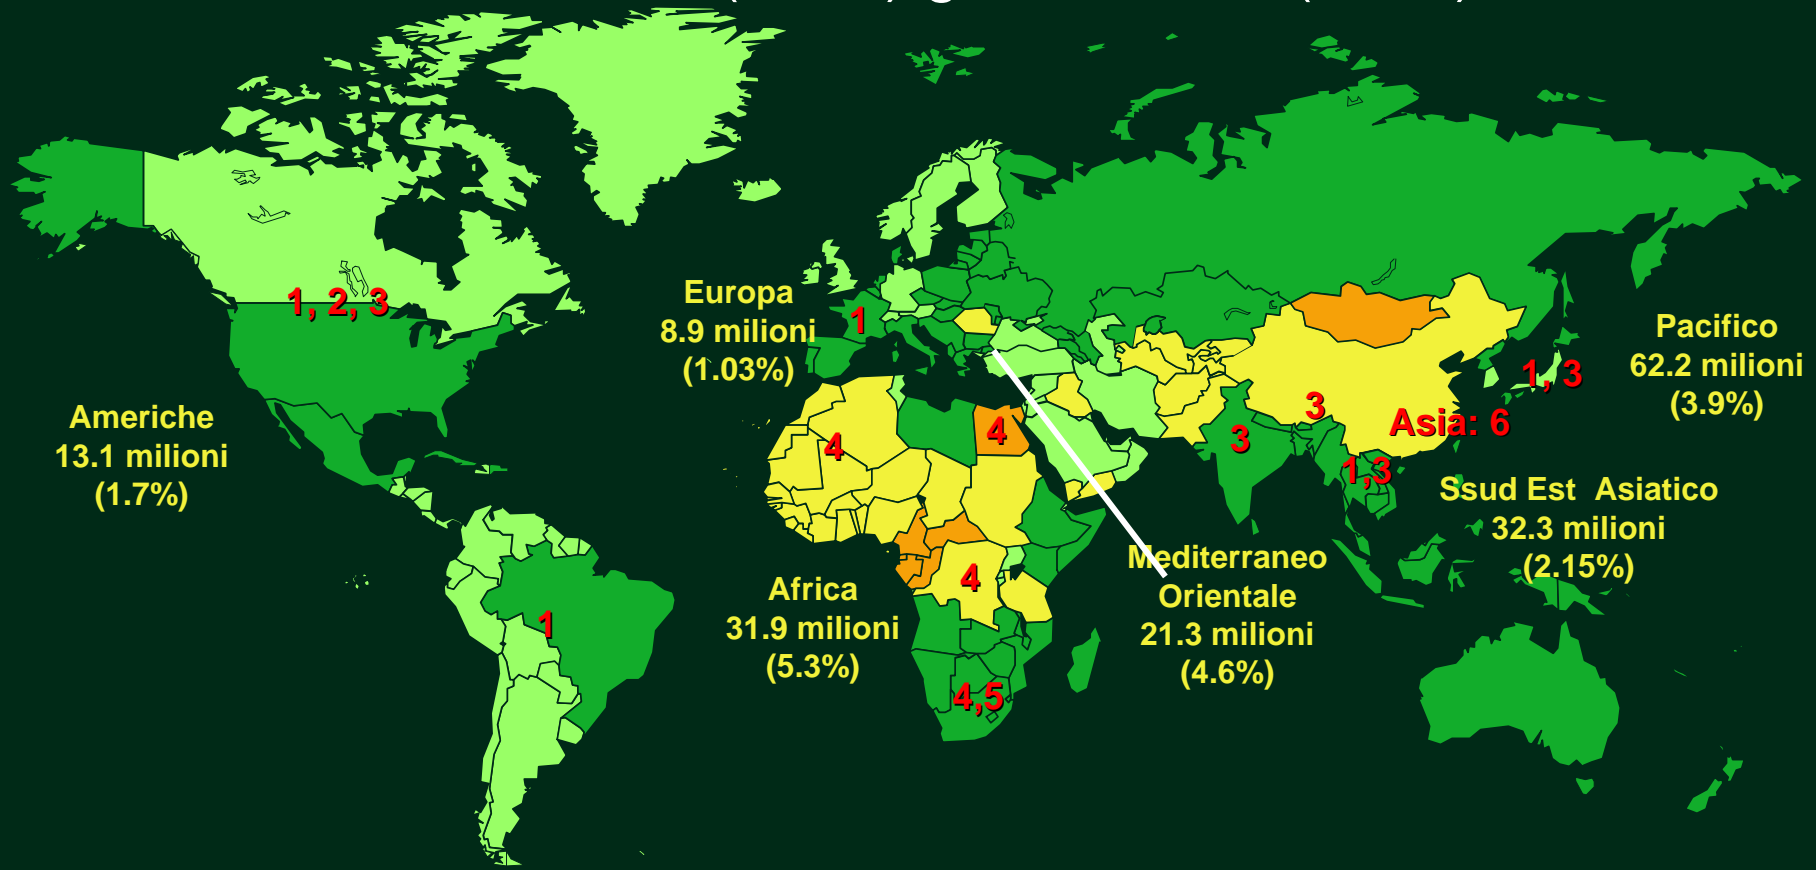 1, 2, 3
Europa
8.9 milioni
(1.03%)
1
Pacifico
62.2 milioni
(3.9%)
1, 3
Americhe
13.1 milioni
(1.7%)
4
4
3
3
Asia: 6
1,3
Ssud Est Asiatico
32.3 milioni
(2.15%)
Mediterraneo
Orientale
21.3 milioni
(4.6%)
Africa
31.9 milioni
(5.3%)
4
1
4,5